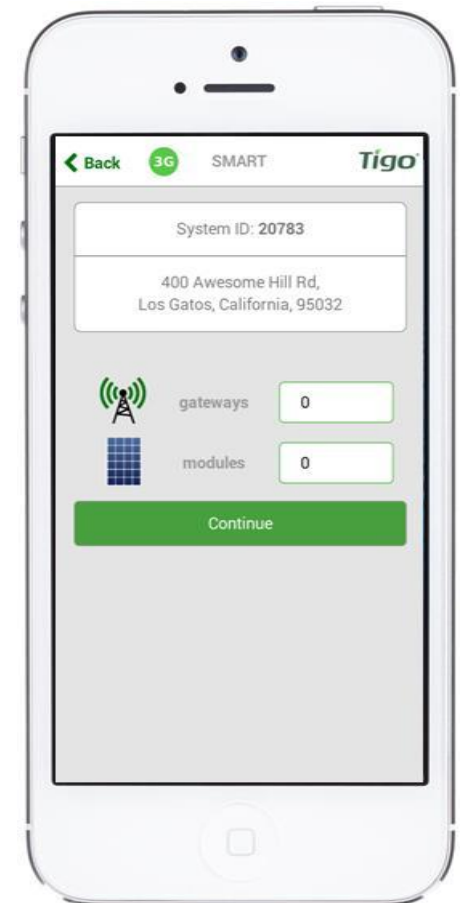 Back 3G SMART Tigo
System ID: 20783
400 Awesome Hill Rd,
Los Gatos, California, 95032
gateways 0
modules 0
Continue